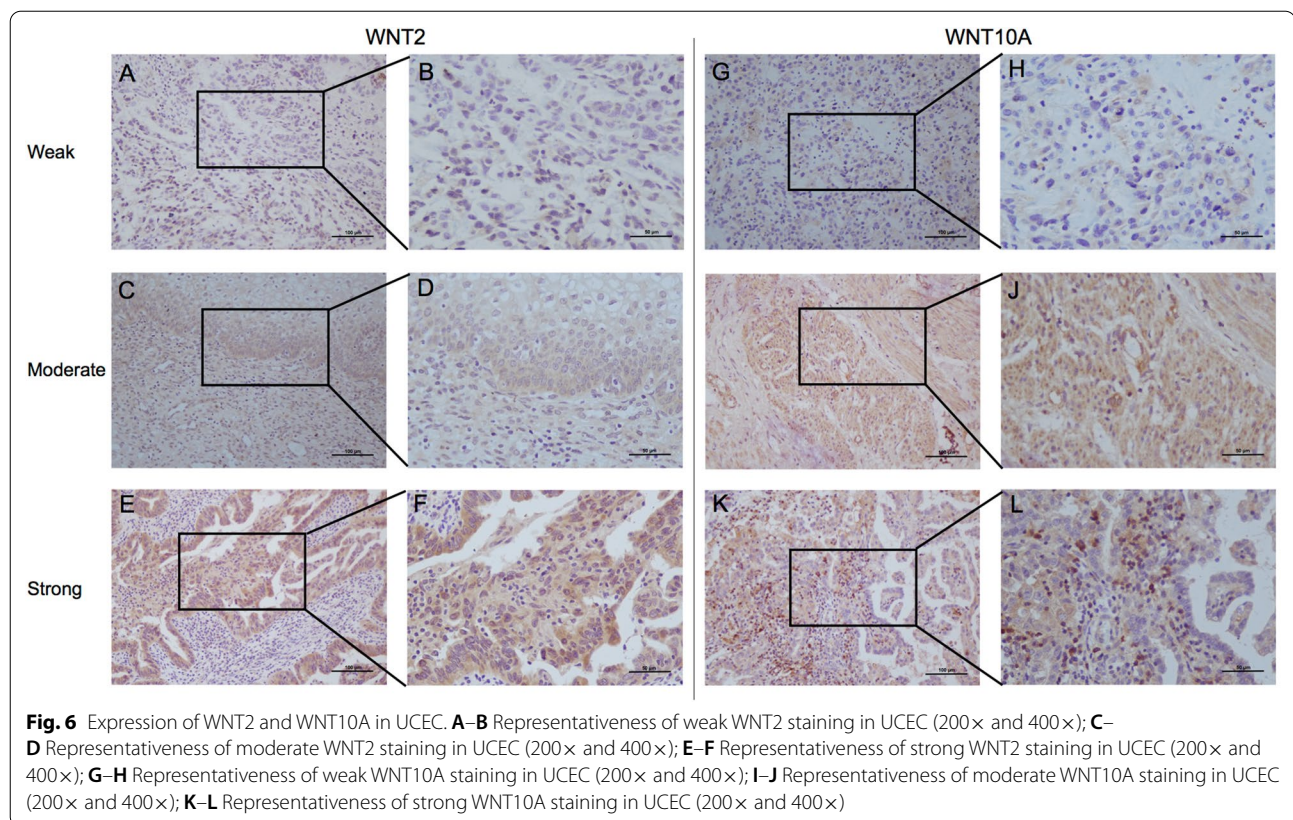 WNT2
WNT10A
A
B
G
H
Weak
100 μm
50 μm
100 μm
50 μm
C
D
J
Moderate
100 μm
50 μm
100 μm
50 μm
E
F
K
L
Strong
100 μm
50 μm
100 μm
50 μm
Fig. 6 Expression of WNT2 and WNT10A in UCEC. A–B Representativeness of weak WNT2 staining in UCEC (200× and 400×); C–
D Representativeness of moderate WNT2 staining in UCEC (200× and 400×); E–F Representativeness of strong WNT2 staining in UCEC (200× and
400×); G–H Representativeness of weak WNT10A staining in UCEC (200× and 400×); I–J Representativeness of moderate WNT10A staining in UCEC
(200× and 400×); K–L Representativeness of strong WNT10A staining in UCEC (200× and 400×)